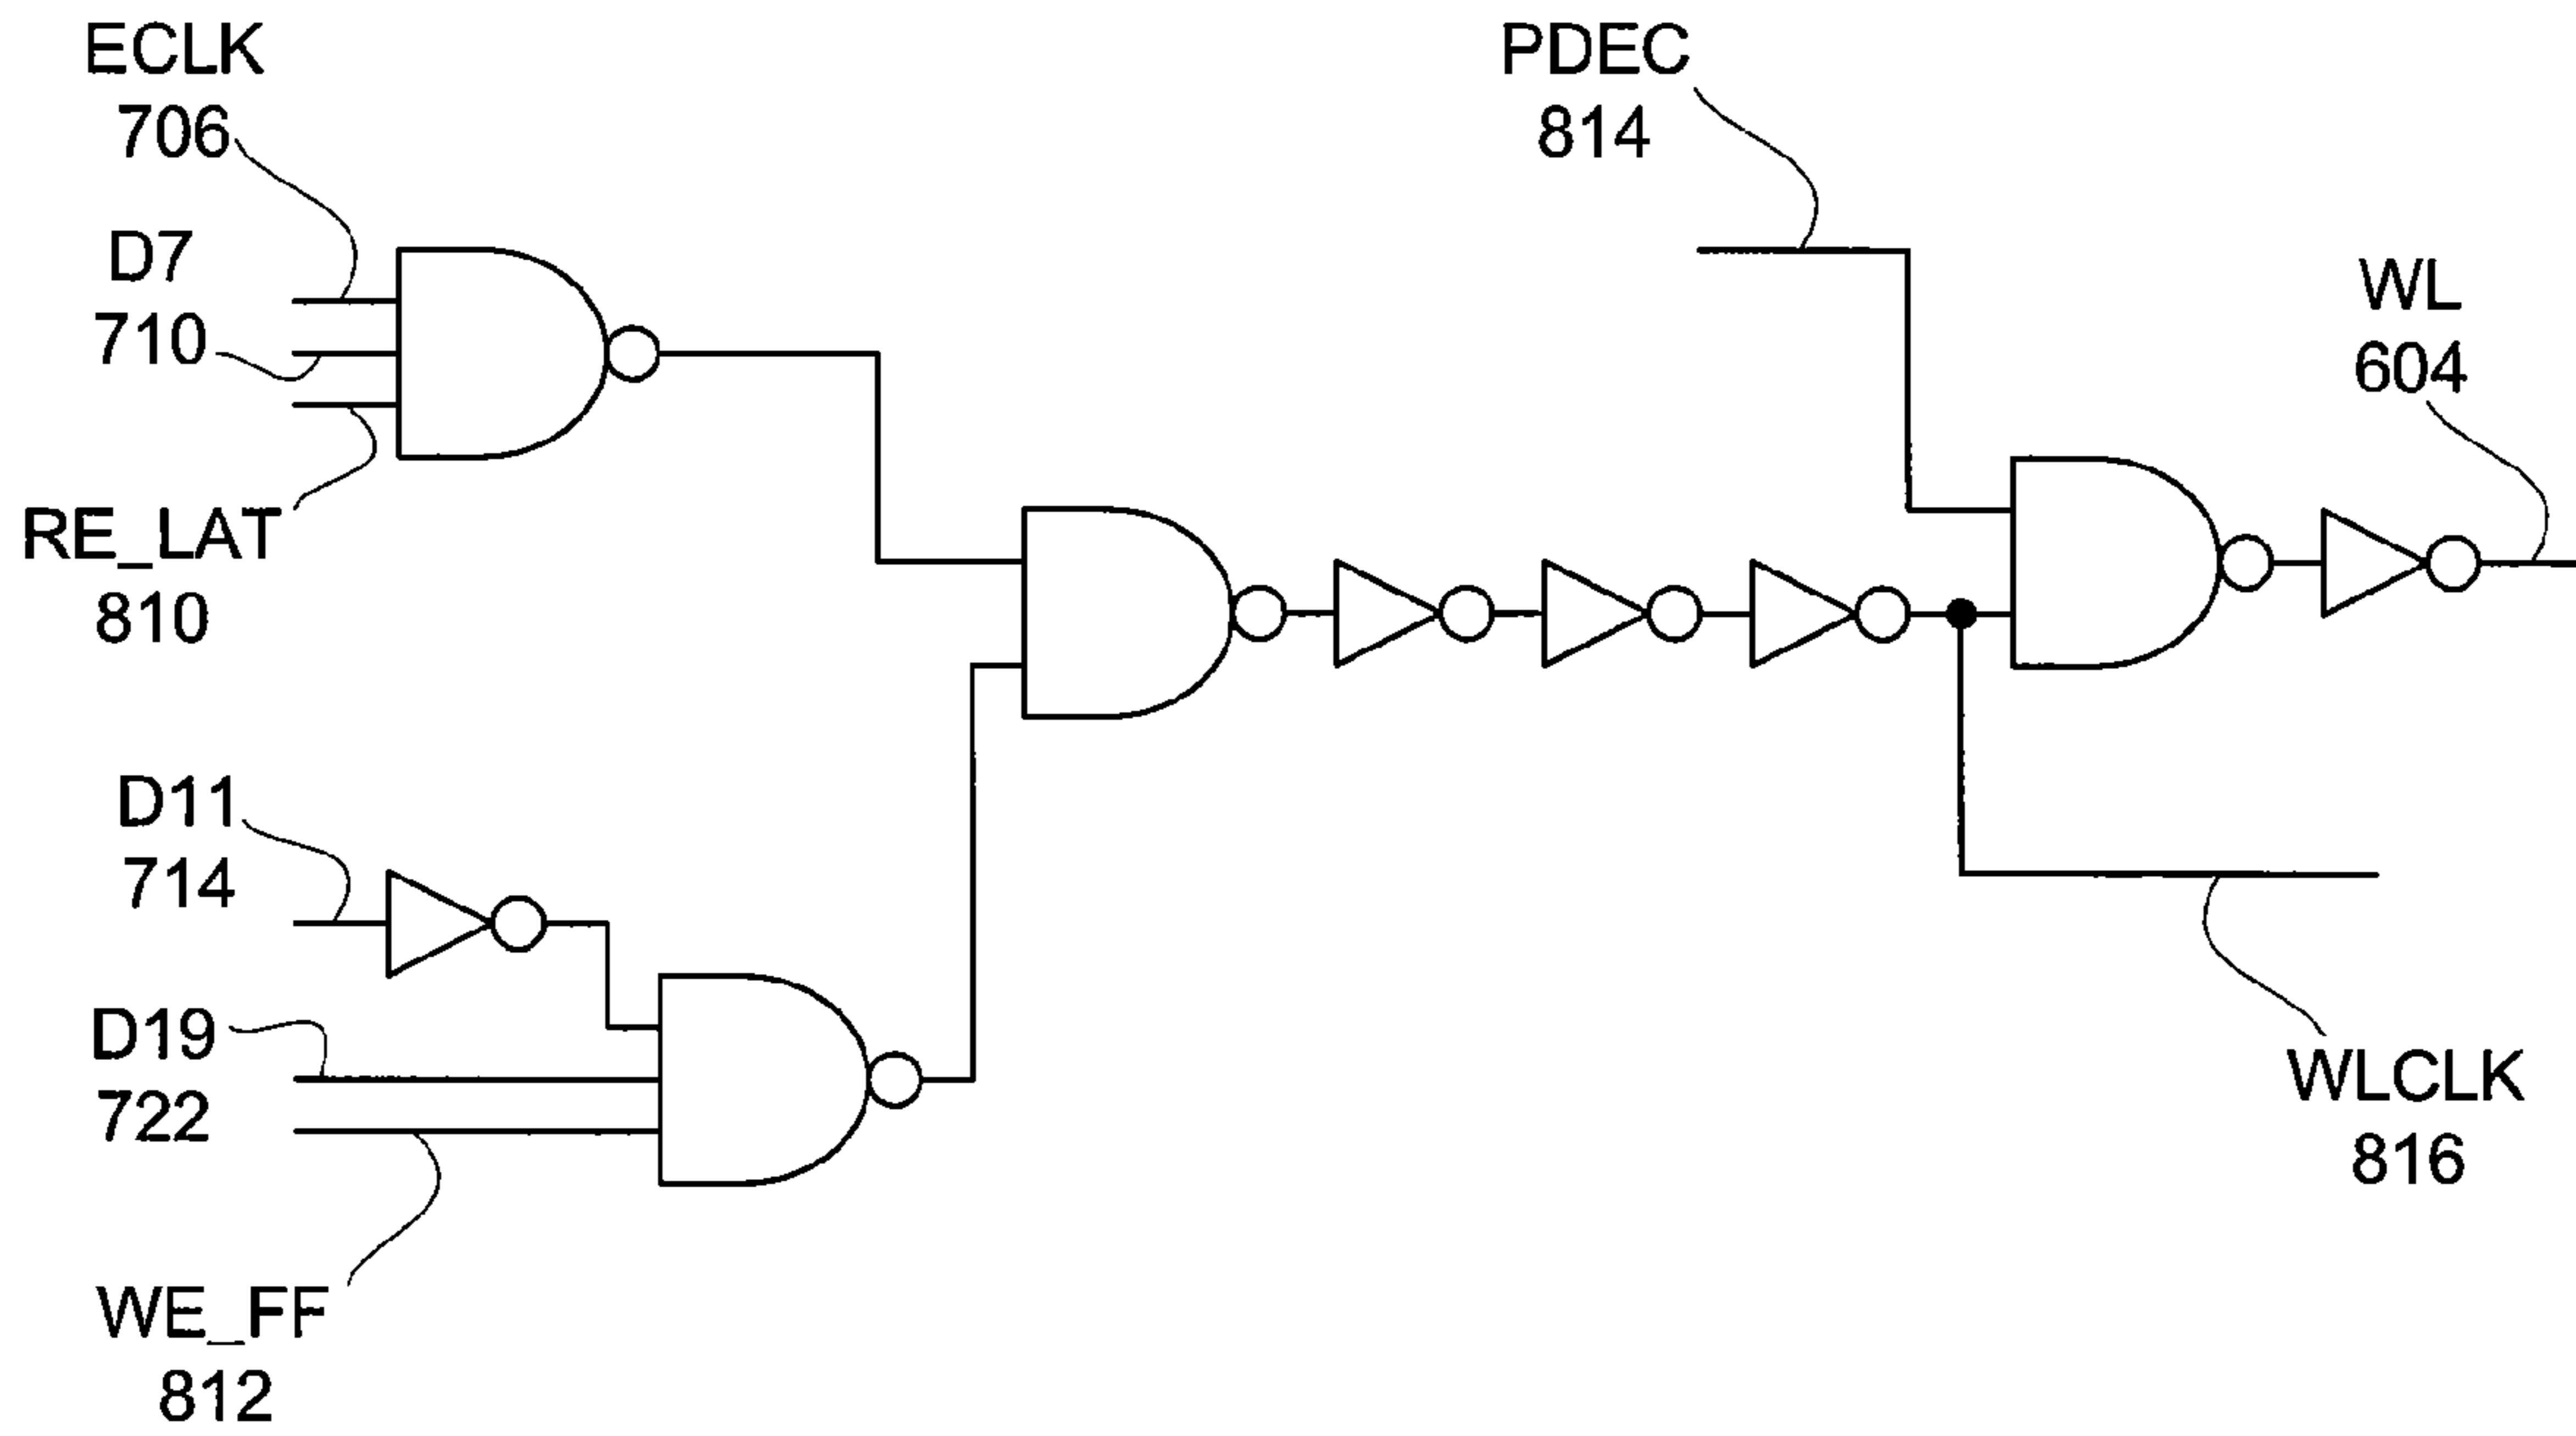 ECLK
706
D7
710
RE_LAT
810
D11
714
D19
722
WE_FF
812
PDEC
814
WL
604
WLCLK
816